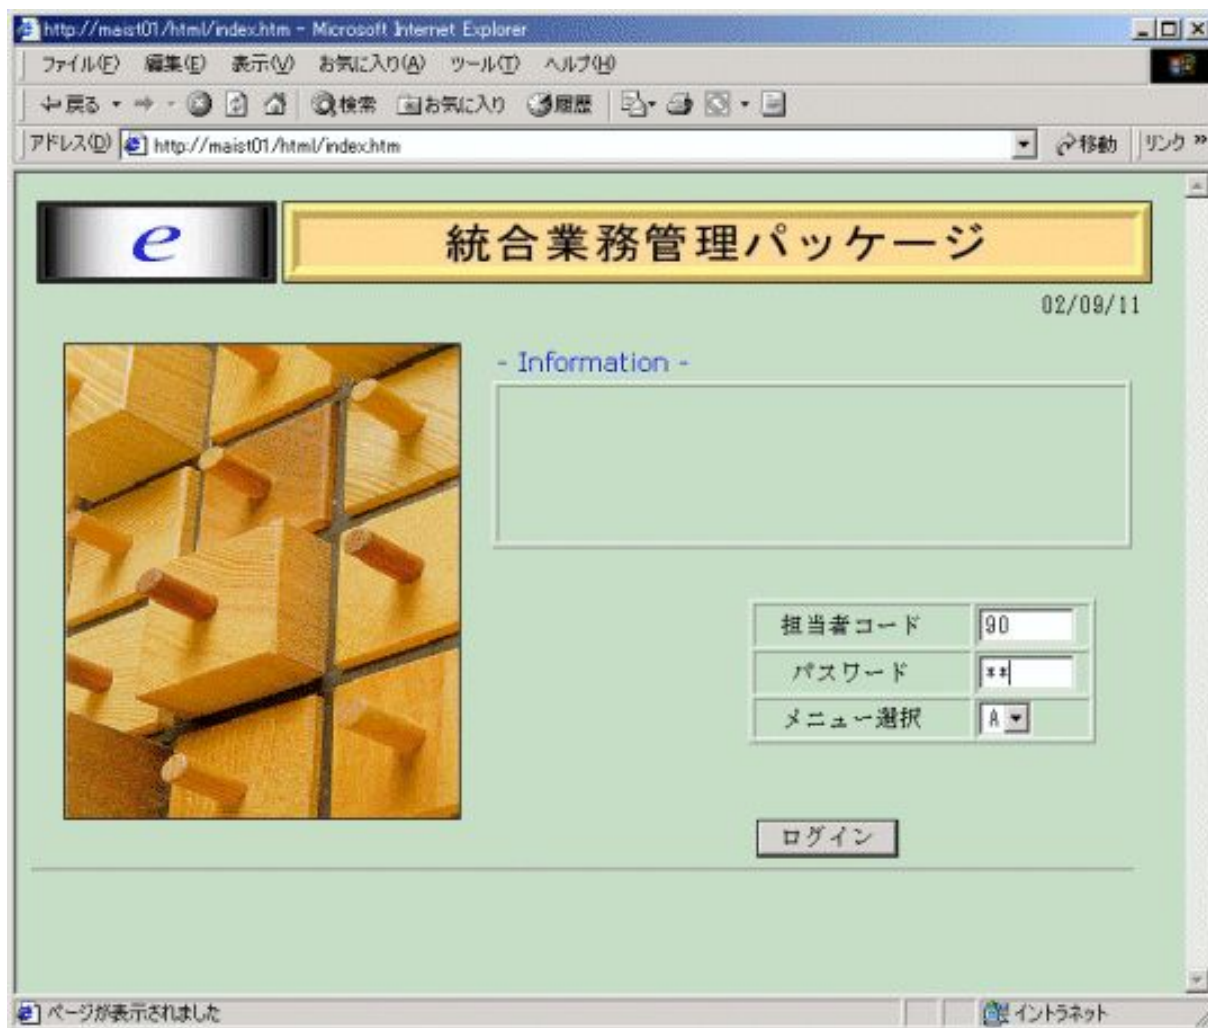 http://maist01/html/index.htm - Microsoft Internet Explorer
ファイル(F) 編集(E) 表示(V) お気に入り(A) ツール(T) ヘルプ(H)
戻る 検索 お気に入り 履歴
アドレス(D) http://maist01/html/index.htm 移動 リンク »
e 統合業務管理パッケージ
02/09/11
- Information -
担当者コード 90
パスワード **
メニュー選択 A
ログイン
ページが表示されました イントラネット